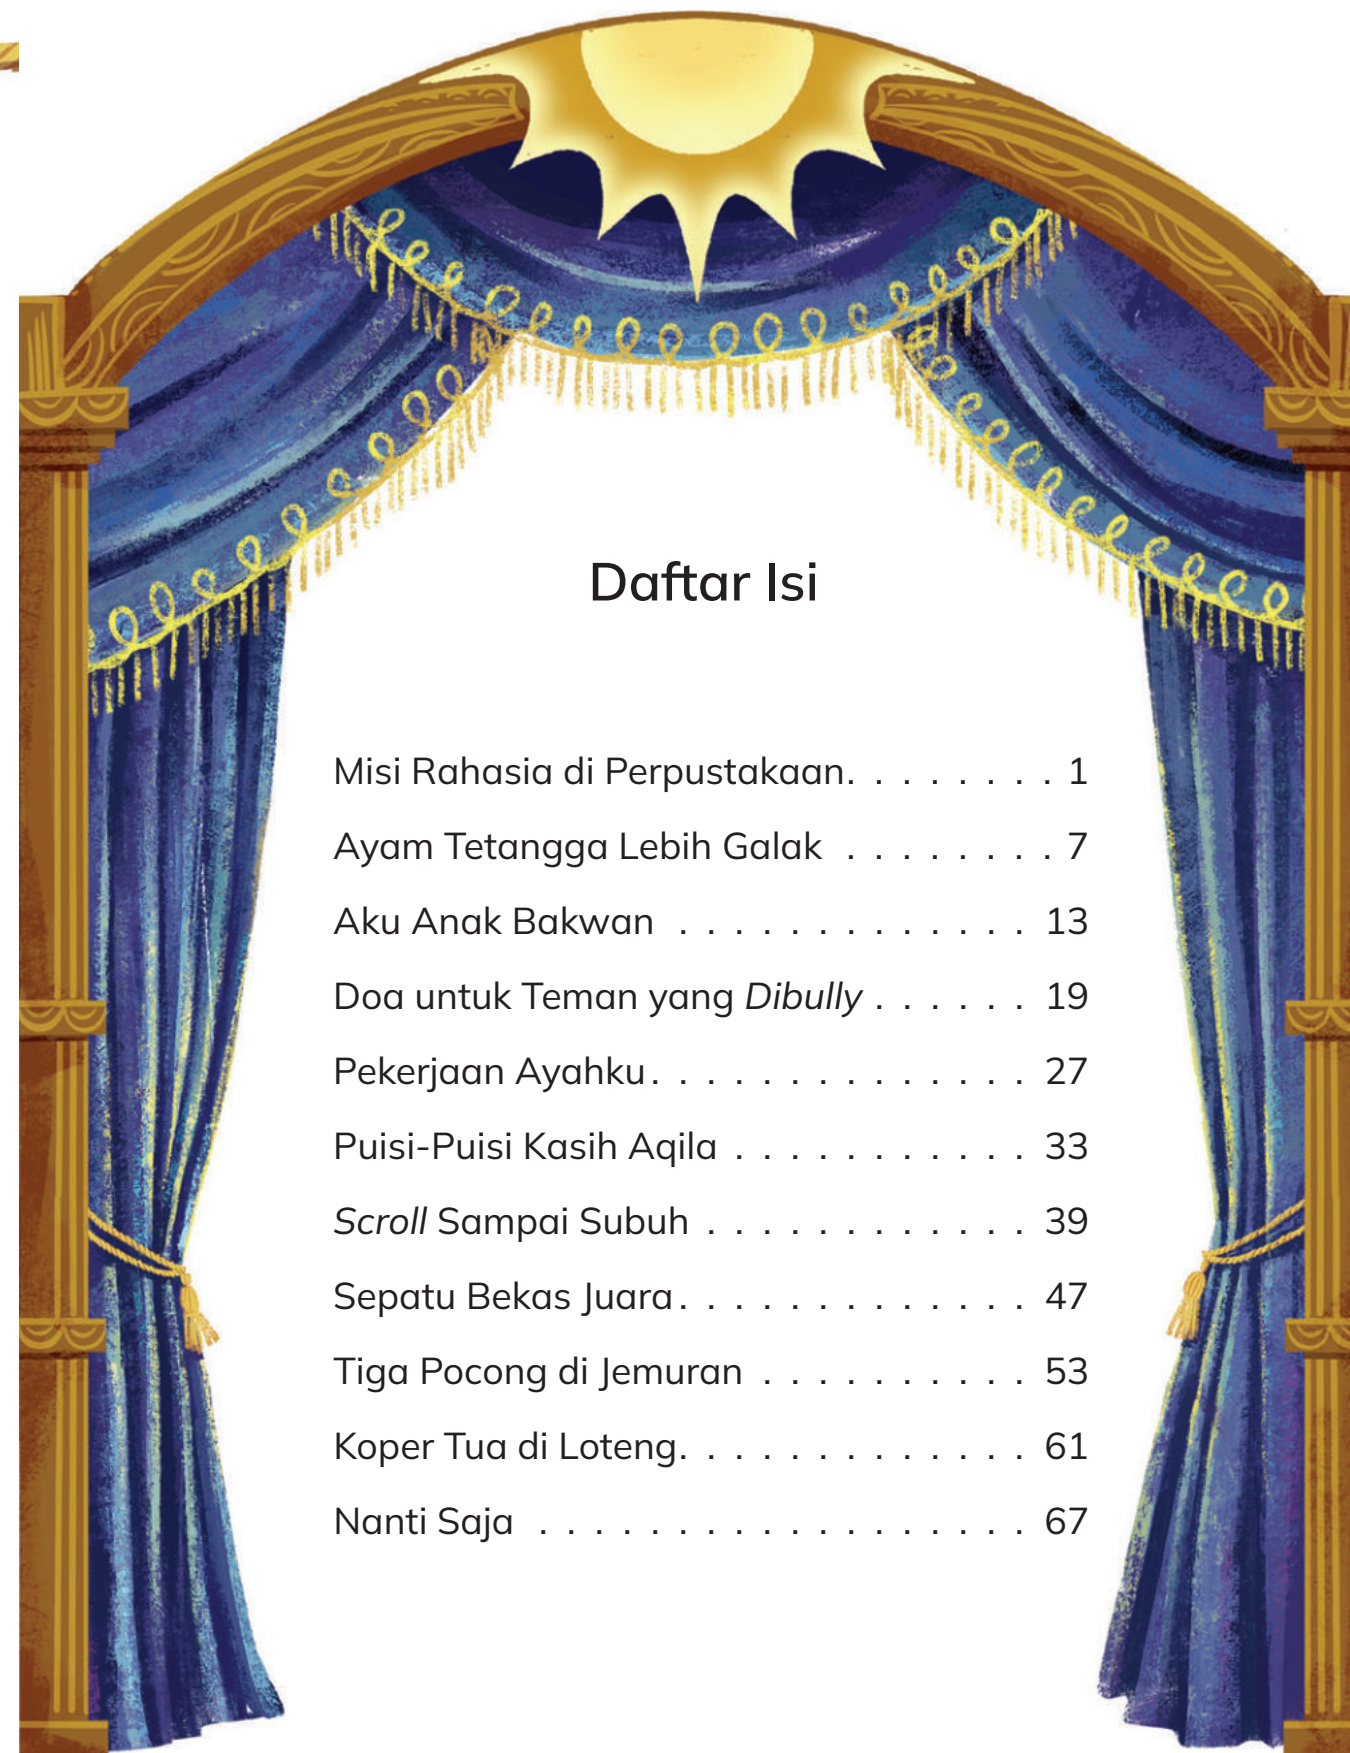 Daftar Isi
Misi Rahasia di Perpustakaan. . . . . . . . 1
Ayam Tetangga Lebih Galak . . . . . . . . 7
Aku Anak Bakwan . . . . . . . . . . . . . 13
Doa untuk Teman yang Dibully . . . . . . 19
Pekerjaan Ayahku. . . . . . . . . . . . . . 27
Puisi-Puisi Kasih Aqila . . . . . . . . . . . 33
Scroll Sampai Subuh . . . . . . . . . . . . 39
Sepatu Bekas Juara. . . . . . . . . . . . . 47
Tiga Pocong di Jemuran . . . . . . . . . . 53
Koper Tua di Loteng. . . . . . . . . . . . . 61
Nanti Saja . . . . . . . . . . . . . . . . . . 67